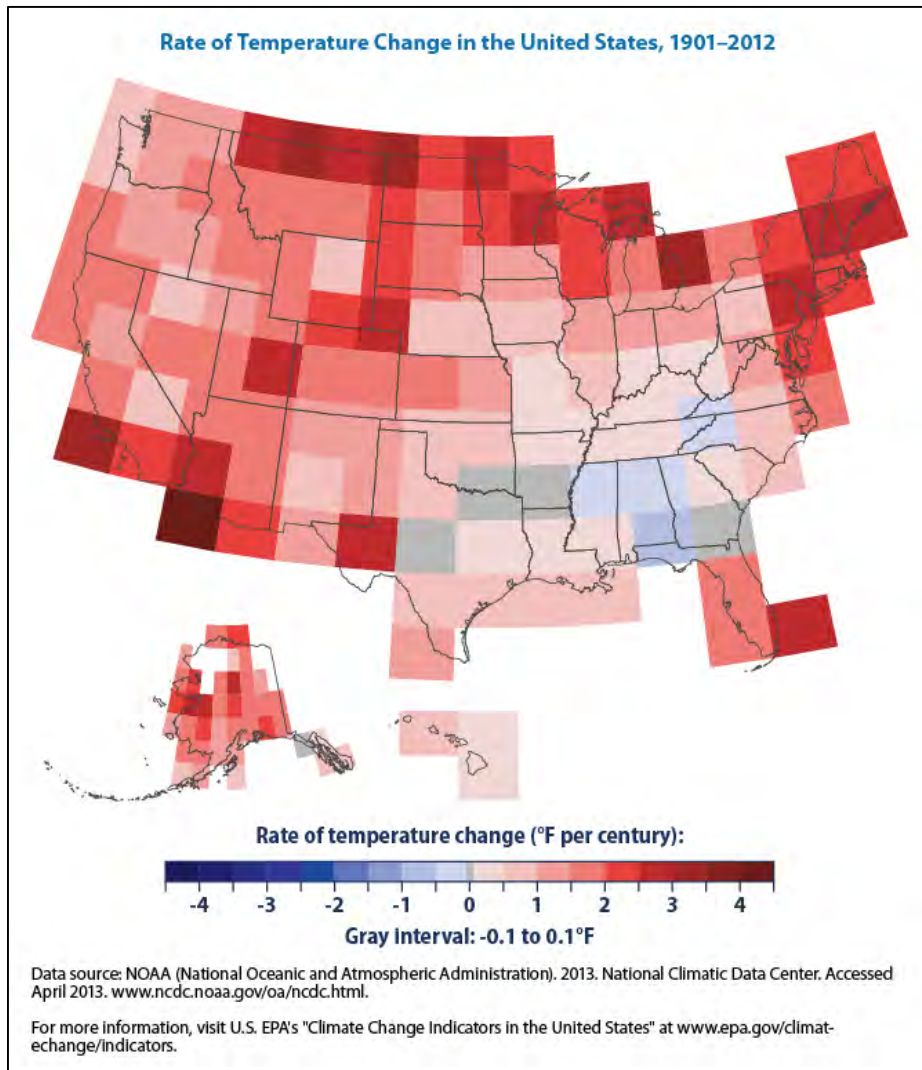 Rate of Temperature Change in the United States, 1901–2012
Rate of temperature change (°F per century):
-4 -3 -2 -1 0 1 2 3 4
Gray interval: -0.1 to 0.1°F
Data source: NOAA (National Oceanic and Atmospheric Administration). 2013. National Climatic Data Center. Accessed
April 2013. www.ncdc.noaa.gov/oa/ncdc.html.
For more information, visit U.S. EPA's "Climate Change Indicators in the United States" at www.epa.gov/climat-
echange/indicators.